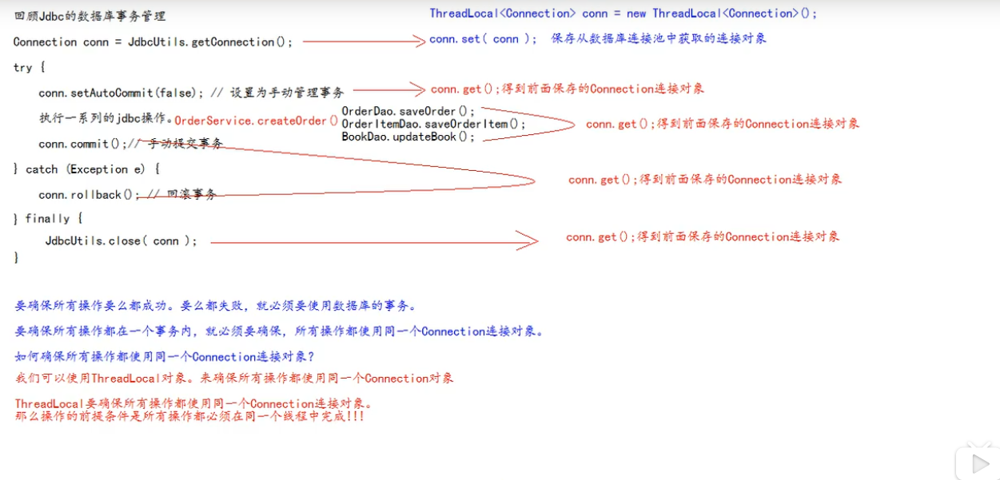 回顾Jdbc的数据库事务管理
ThreadLocal<Connection> conn = new ThreadLocal<Connection>();
Connection conn = JdbcUtils.getConnection();
conn.set( conn ); 保存从数据库连接池中获取的连接对象
try {
conn.setAutoCommit(false); // 设置为手动管理事务
conn.get();得到前面保存的Connection连接对象
执行一系列的jdbc操作。OrderService.createOrder()
OrderDao.saveOrder();
OrderItemDao.saveOrderItem();
BookDao.updateBook();
conn.get();得到前面保存的Connection连接对象
conn.commit();// 手动提交事务
} catch (Exception e) {
conn.get();得到前面保存的Connection连接对象
conn.rollback(); // 回滚事务
} finally {
JdbcUtils.close( conn );
conn.get();得到前面保存的Connection连接对象
}
要确保所有操作要么都成功。要么都失败，就必须要使用数据库的事务。
要确保所有操作都在一个事务内，就必须要确保，所有操作都使用同一个Connection连接对象。
如何确保所有操作都使用同一个Connection连接对象?
我们可以使用ThreadLocal对象。来确保所有操作都使用同一个Connection对象
ThreadLocal要确保所有操作都使用同一个Connection连接对象。
那么操作的前提条件是所有操作都必须在同一个线程中完成!!!